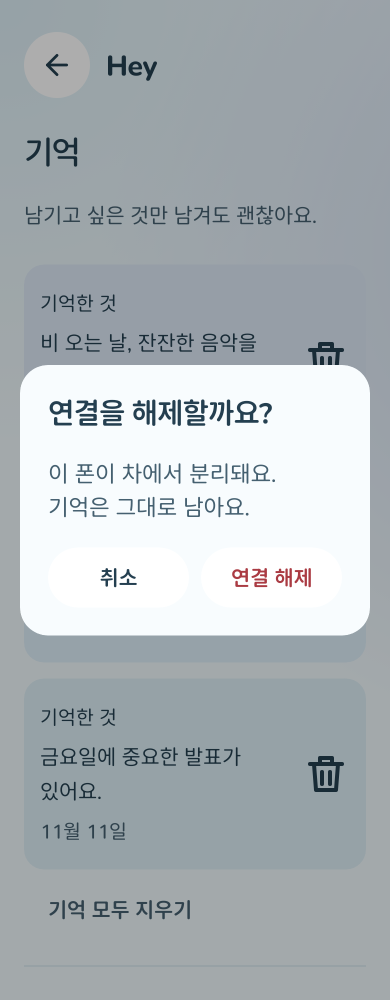 Hey
기억
남기고 싶은 것만 남겨도 괜찮아요.
기억한 것
비 오는 날, 잔잔한 음악을
연결을 해제할까요?
이 폰이 차에서 분리돼요.
기억은 그대로 남아요.
취소
연결 해제
기억한 것
금요일에 중요한 발표가
있어요.
11월 11일
기억 모두 지우기